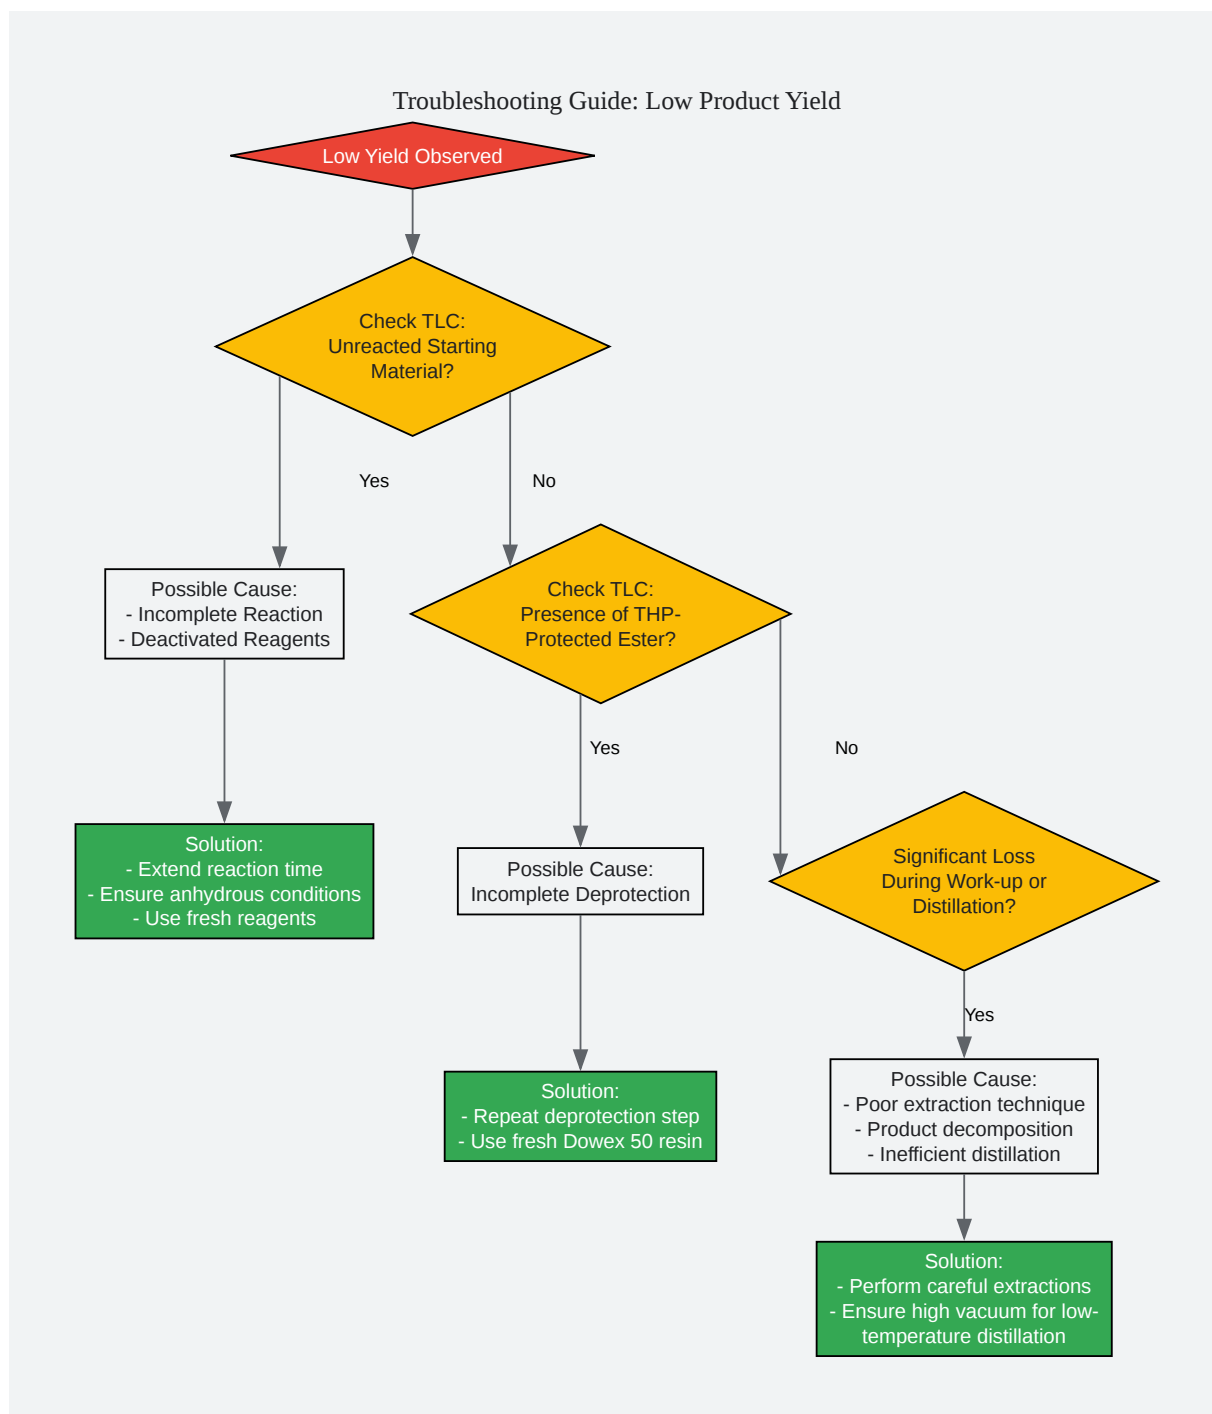 Troubleshooting Guide: Low Product Yield
Low Yield Observed
Check TLC:
Unreacted Starting
Material?
Yes
No
Possible Cause:
- Incomplete Reaction
- Deactivated Reagents
Check TLC:
Presence of THP-
Protected Ester?
Yes
No
Solution:
- Extend reaction time
- Ensure anhydrous conditions
- Use fresh reagents
Possible Cause:
Incomplete Deprotection
Significant Loss
During Work-up or
Distillation?
Yes
Solution:
- Repeat deprotection step
- Use fresh Dowex 50 resin
Possible Cause:
- Poor extraction technique
- Product decomposition
- Inefficient distillation
Solution:
- Perform careful extractions
- Ensure high vacuum for low-
temperature distillation